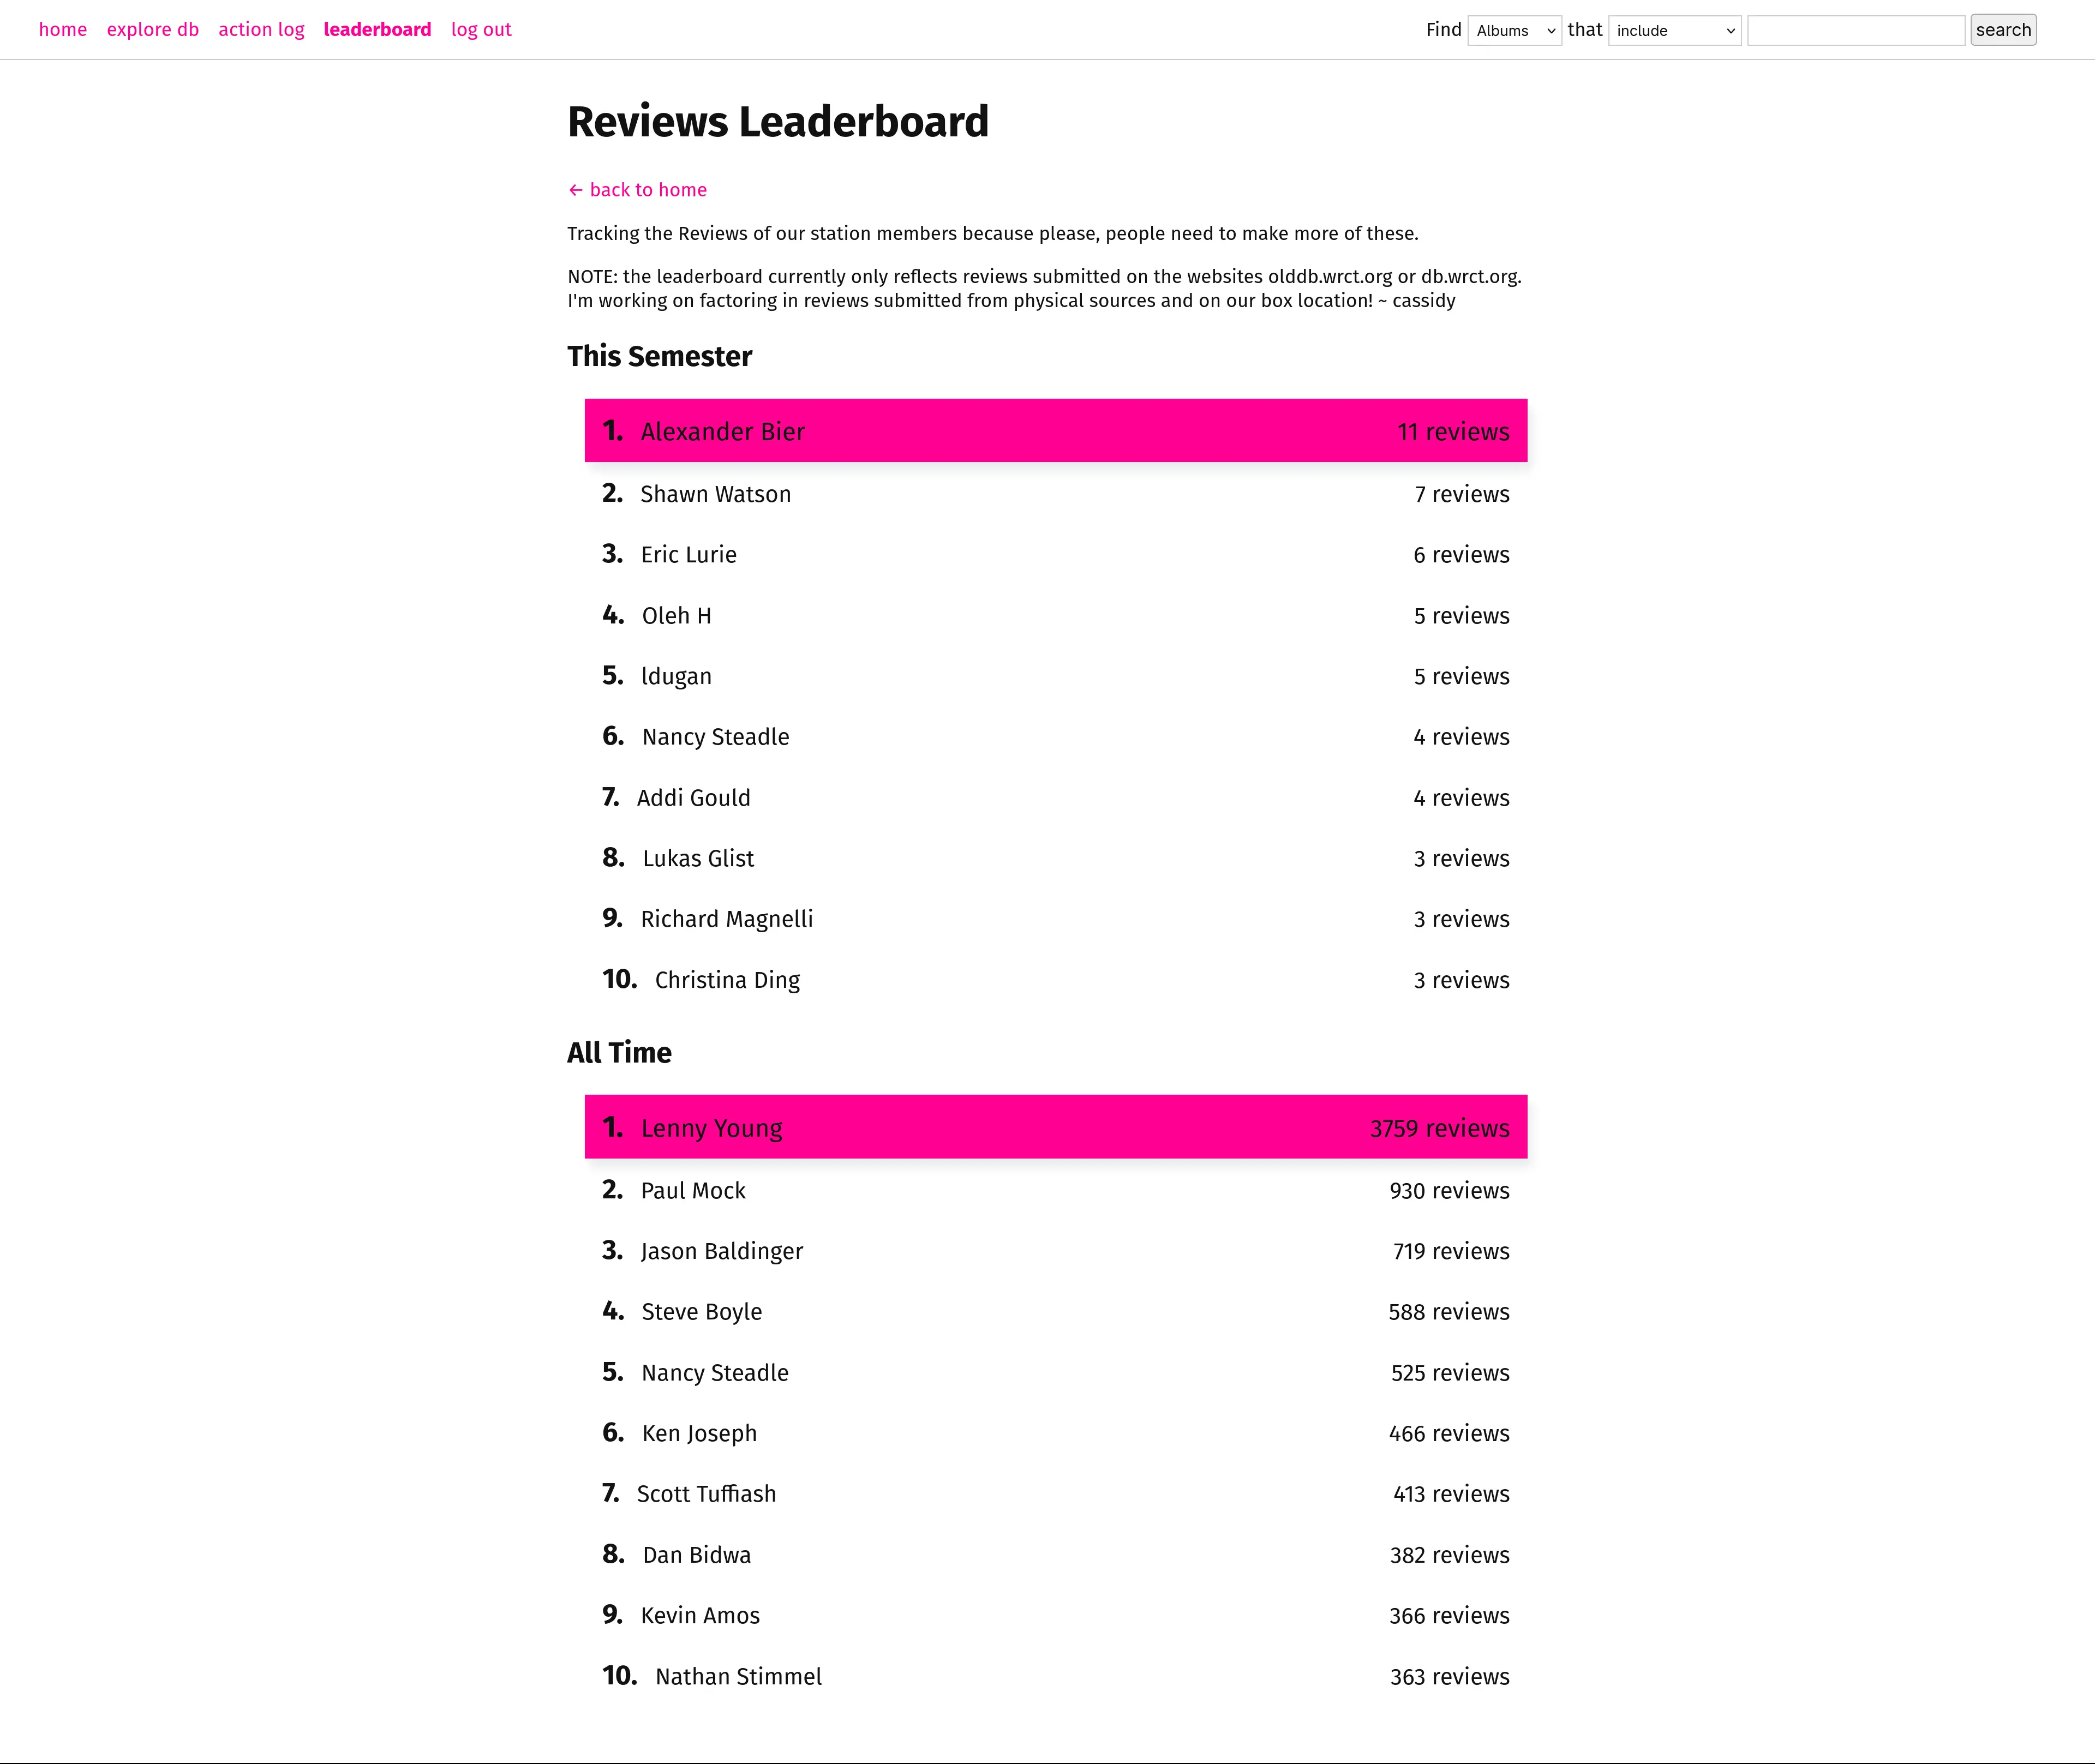 home explore db action log leaderboard log out Find Albums that include search
Reviews Leaderboard
← back to home
Tracking the Reviews of our station members because please, people need to make more of these.
NOTE: the leaderboard currently only reflects reviews submitted on the websites olddb.wrct.org or db.wrct.org.
I'm working on factoring in reviews submitted from physical sources and on our box location! ~ cassidy
This Semester
1. Alexander Bier 11 reviews
2. Shawn Watson 7 reviews
3. Eric Lurie 6 reviews
4. Oleh H 5 reviews
5. ldugan 5 reviews
6. Nancy Steadle 4 reviews
7. Addi Gould 4 reviews
8. Lukas Glist 3 reviews
9. Richard Magnelli 3 reviews
10. Christina Ding 3 reviews
All Time
1. Lenny Young 3759 reviews
2. Paul Mock 930 reviews
3. Jason Baldinger 719 reviews
4. Steve Boyle 588 reviews
5. Nancy Steadle 525 reviews
6. Ken Joseph 466 reviews
7. Scott Tuffiash 413 reviews
8. Dan Bidwa 382 reviews
9. Kevin Amos 366 reviews
10. Nathan Stimmel 363 reviews